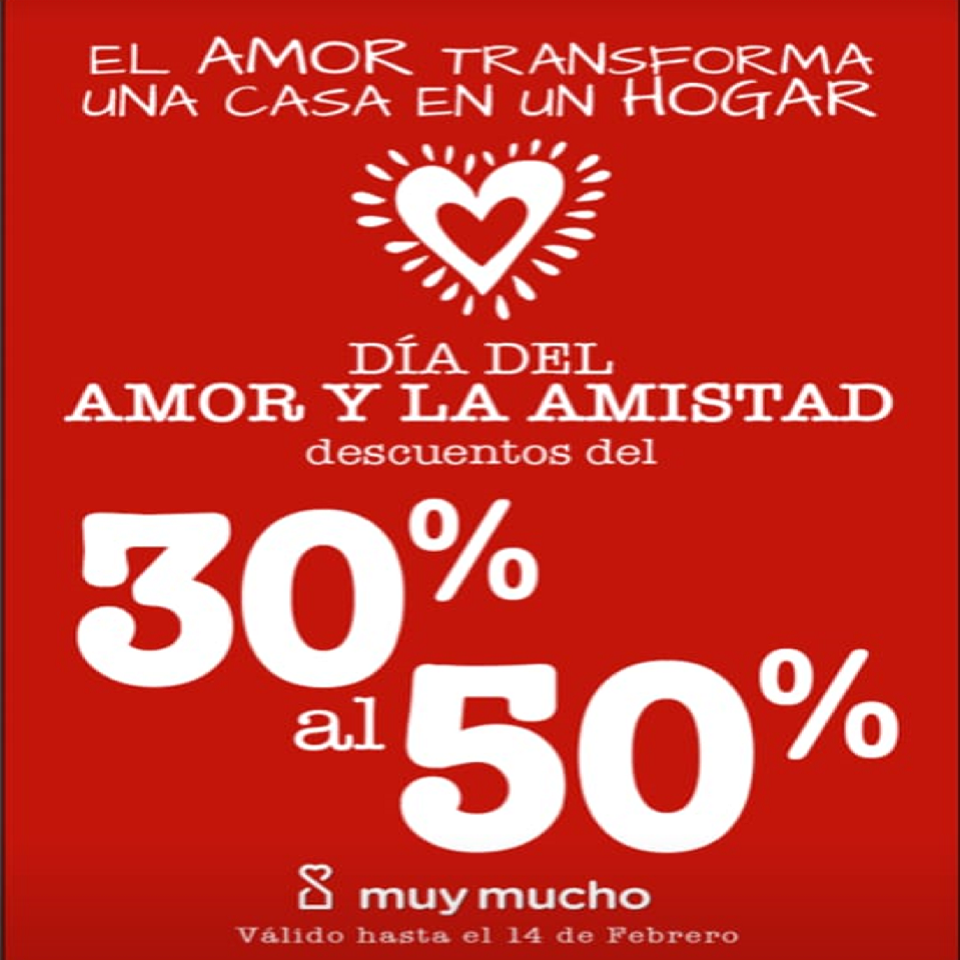 EL AMOR TRANSFORMA
UNA CASA EN UN HOGAR
DÍA DEL
AMOR Y LA AMISTAD
descuentos del
30%
al 50%
muy mucho
Válido hasta el 14 de Febrero